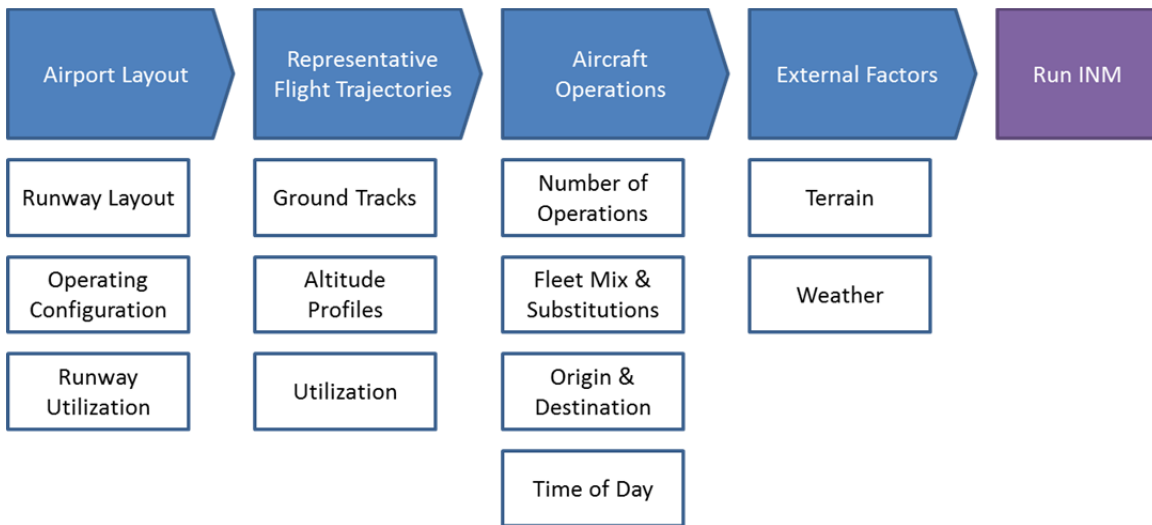 Airport Layout
Representative
Flight Trajectories
Aircraft
Operations
External Factors
Run INM
Runway Layout
Operating
Configuration
Runway
Utilization
Ground Tracks
Altitude
Profiles
Utilization
Number of
Operations
Fleet Mix &
Substitutions
Origin &
Destination
Time of Day
Terrain
Weather